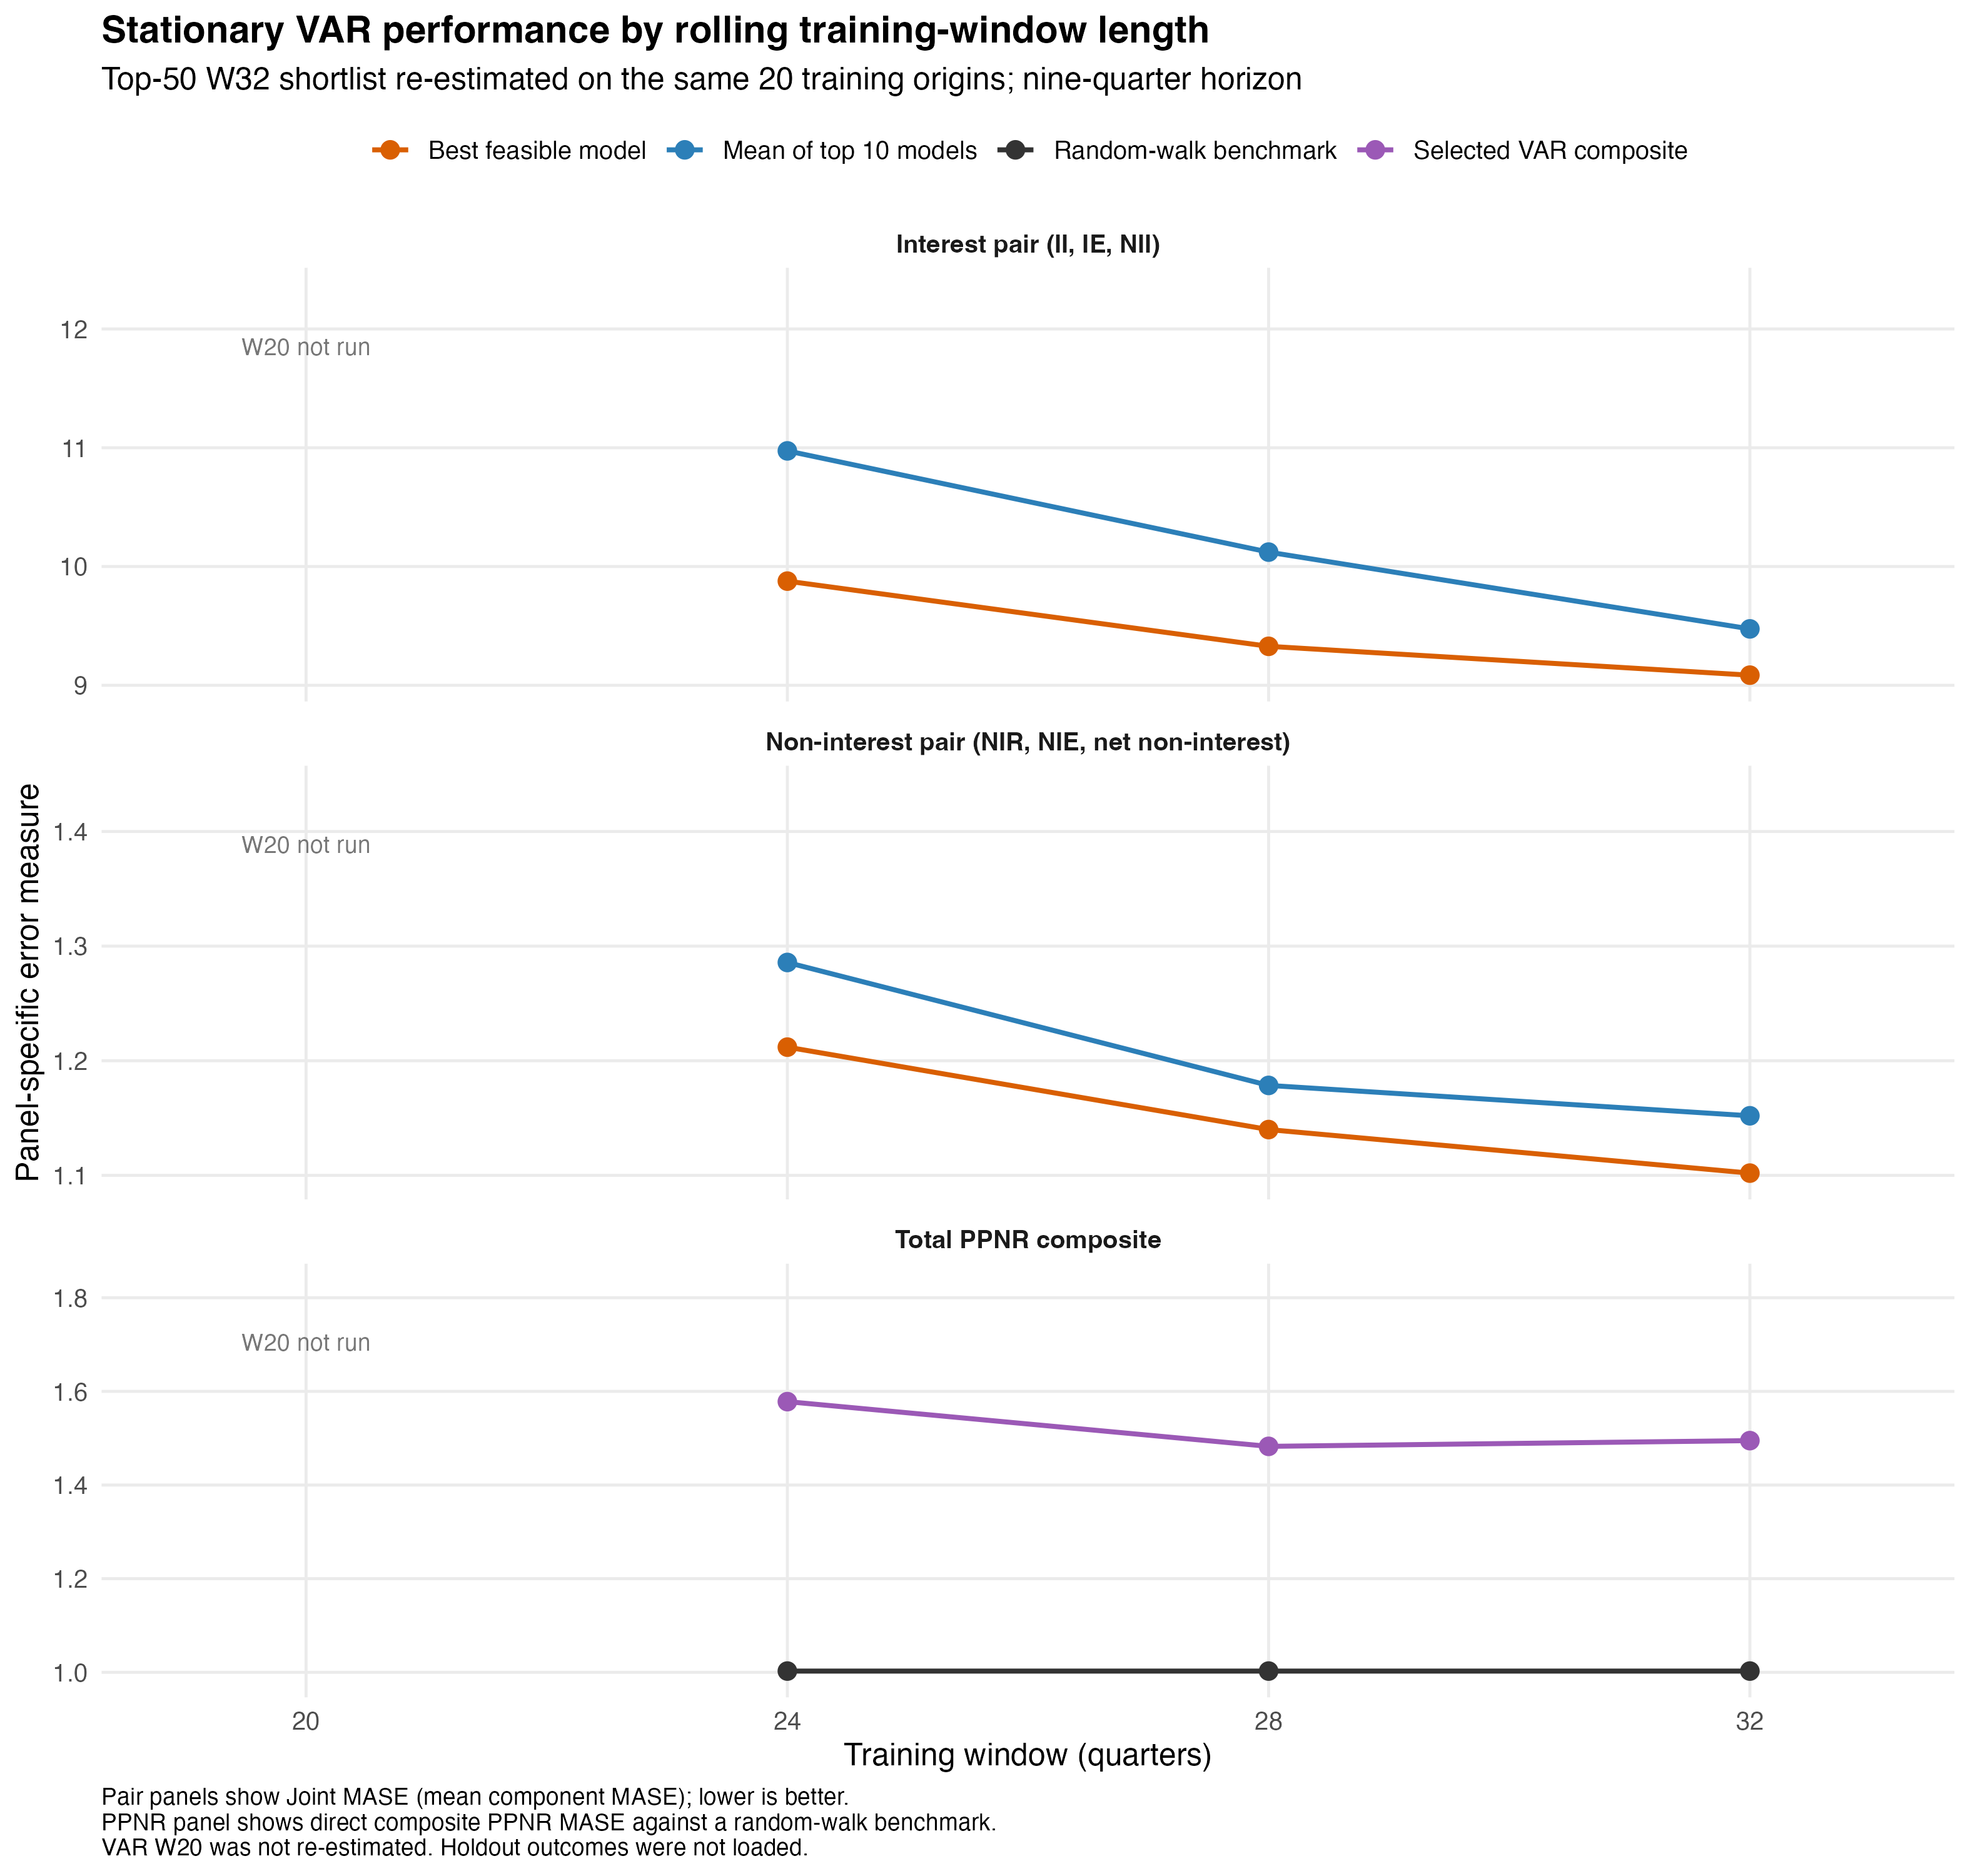 Stationary VAR performance by rolling training-window length
Top-50 W32 shortlist re-estimated on the same 20 training origins; nine-quarter horizon
Best feasible model
Mean of top 10 models
Random-walk benchmark
Selected VAR composite
Interest pair (II, IE, NII)
12
11
10
9
W20 not run
Non-interest pair (NIR, NIE, net non-interest)
1.4
1.3
1.2
1.1
W20 not run
Panel-specific error measure
Total PPNR composite
1.8
1.6
1.4
1.2
1.0
W20 not run
20
24
28
32
Training window (quarters)
Pair panels show Joint MASE (mean component MASE); lower is better.
PPNR panel shows direct composite PPNR MASE against a random-walk benchmark.
VAR W20 was not re-estimated. Holdout outcomes were not loaded.